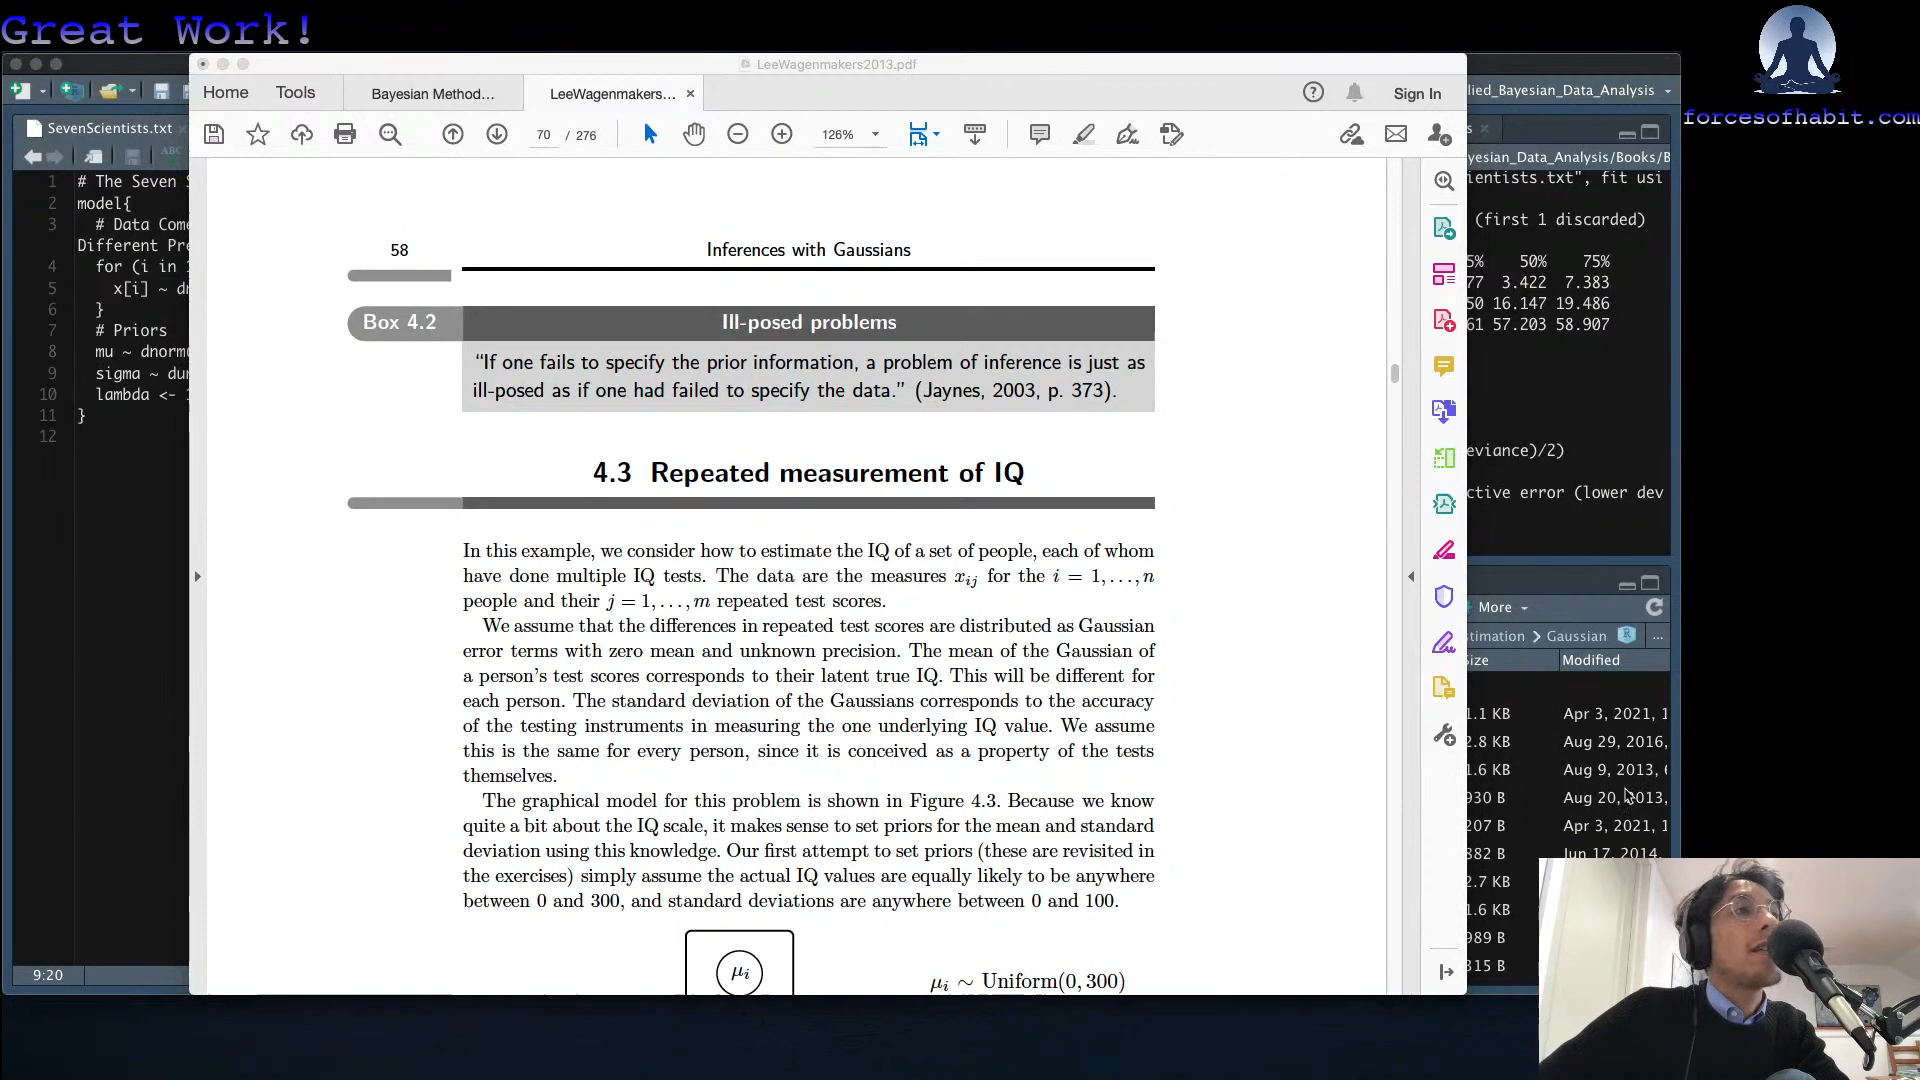 Great Work!
forcesofhabit.com
LeeWagenmakers2013.pdf
Home Tools Bayesian Method... LeeWagenmakers... × Sign In
70 / 276 126%
58 Inferences with Gaussians
Box 4.2 Ill-posed problems
“If one fails to specify the prior information, a problem of inference is just as
ill-posed as if one had failed to specify the data.” (Jaynes, 2003, p. 373).
4.3 Repeated measurement of IQ
In this example, we consider how to estimate the IQ of a set of people, each of whom
have done multiple IQ tests. The data are the measures xij for the i = 1, . . . , n
people and their j = 1, . . . , m repeated test scores.
We assume that the differences in repeated test scores are distributed as Gaussian
error terms with zero mean and unknown precision. The mean of the Gaussian of
a person's test scores corresponds to their latent true IQ. This will be different for
each person. The standard deviation of the Gaussians corresponds to the accuracy
of the testing instruments in measuring the one underlying IQ value. We assume
this is the same for every person, since it is conceived as a property of the tests
themselves.
The graphical model for this problem is shown in Figure 4.3. Because we know
quite a bit about the IQ scale, it makes sense to set priors for the mean and standard
deviation using this knowledge. Our first attempt to set priors (these are revisited in
the exercises) simply assume the actual IQ values are equally likely to be anywhere
between 0 and 300, and standard deviations are anywhere between 0 and 100.
μi
μi ∼ Uniform(0, 300)
SevenScientists.txt
ABC
1 # The Seven S
2 model{
3 # Data Come
Different Pre
4 for (i in 1
5 x[i] ~ dn
6 }
7 # Priors
8 mu ~ dnorm(
9 sigma ~ dun
10 lambda <- 1
11 }
12
9:20
lied_Bayesian_Data_Analysis
s ×
yesian_Data_Analysis/Books/B
ientists.txt", fit usi
(first 1 discarded)
5% 50% 75%
77 3.422 7.383
50 16.147 19.486
61 57.203 58.907
eviance)/2)
ctive error (lower dev
More
timation Gaussian ...
Size Modified
1.1 KB Apr 3, 2021, 1
2.8 KB Aug 29, 2016,
1.6 KB Aug 9, 2013,
930 B Aug 20, 2013,
207 B Apr 3, 2021, 1
882 B Jun 17, 2014,
2.7 KB
1.6 KB
989 B
315 B